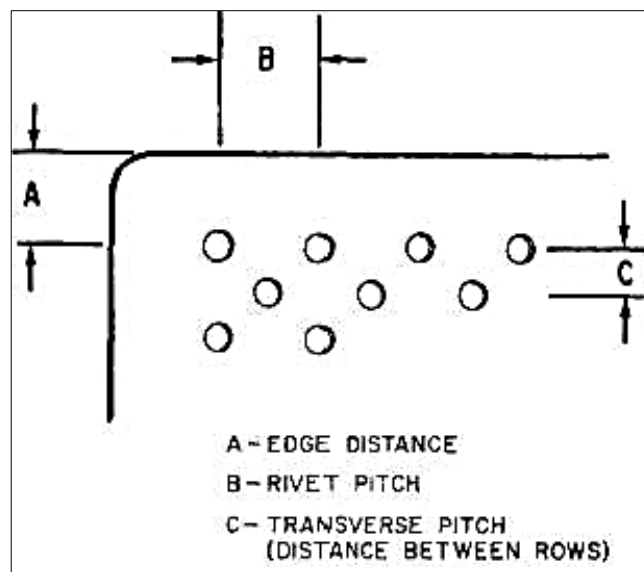 B
A
C
A-EDGE DISTANCE
B-RIVET PITCH
C-TRANSVERSE PITCH
(DISTANCE BETWEEN ROWS)